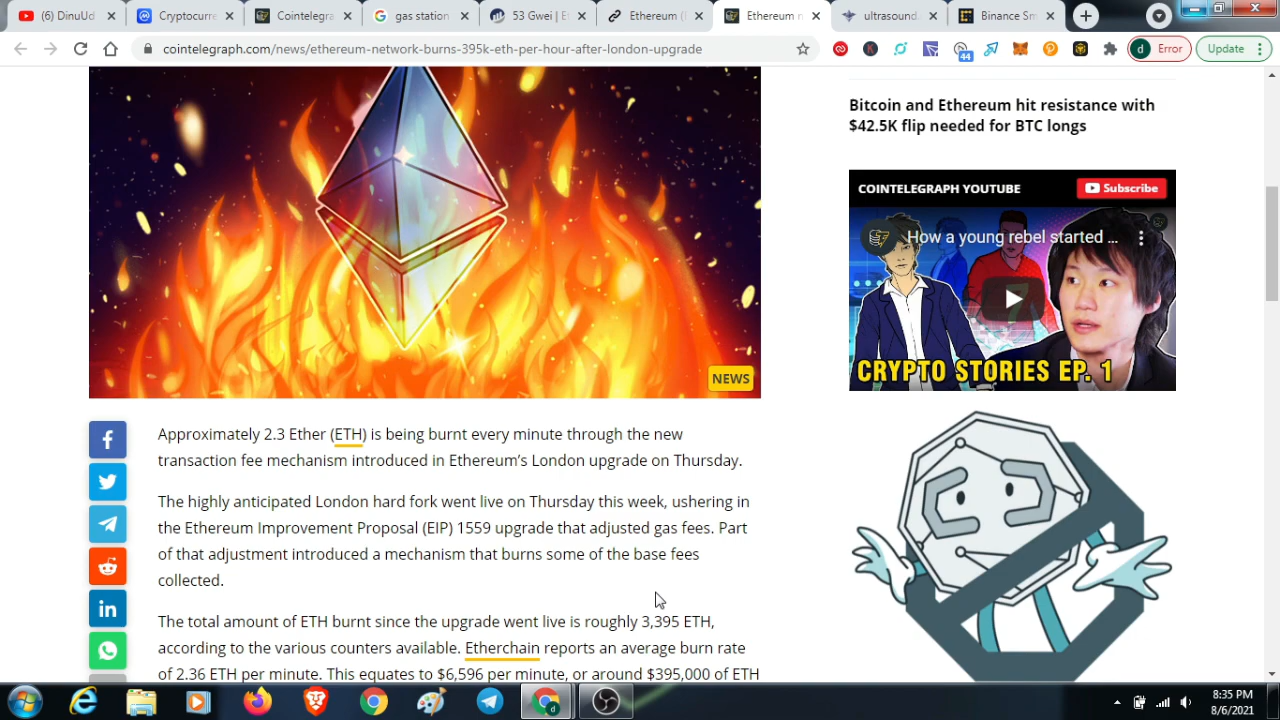 (6) DinuUd
Cryptocurre
Cointelegra
gas station
53 Gwei
Ethereum (
Ethereum n
ultrasound.
Binance Sm
cointelegraph.com/news/ethereum-network-burns-395k-eth-per-hour-after-london-upgrade
44
d Error
Update
NEWS
Approximately 2.3 Ether (ETH) is being burnt every minute through the new
transaction fee mechanism introduced in Ethereum’s London upgrade on Thursday.
The highly anticipated London hard fork went live on Thursday this week, ushering in
the Ethereum Improvement Proposal (EIP) 1559 upgrade that adjusted gas fees. Part
of that adjustment introduced a mechanism that burns some of the base fees
collected.
The total amount of ETH burnt since the upgrade went live is roughly 3,395 ETH,
according to the various counters available. Etherchain reports an average burn rate
of 2.36 ETH per minute. This equates to $6,596 per minute, or around $395,000 of ETH
Bitcoin and Ethereum hit resistance with
$42.5K flip needed for BTC longs
COINTELEGRAPH YOUTUBE
Subscribe
How a young rebel started ...
CRYPTO STORIES EP. 1
8:35 PM
8/6/2021